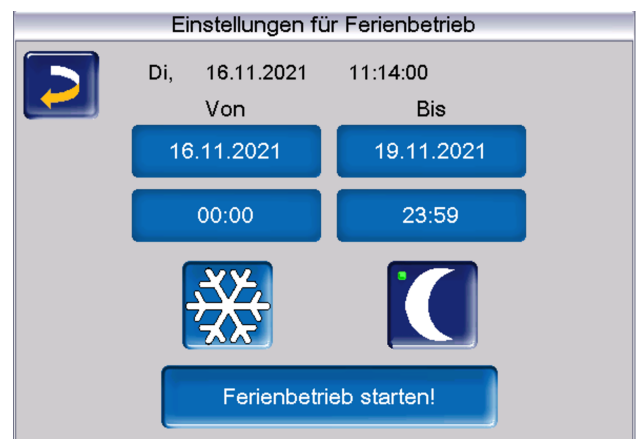 Einstellungen für Ferienbetrieb
Di, 16.11.2021 11:14:00
Von Bis
16.11.2021 19.11.2021
00:00 23:59
Ferienbetrieb starten!